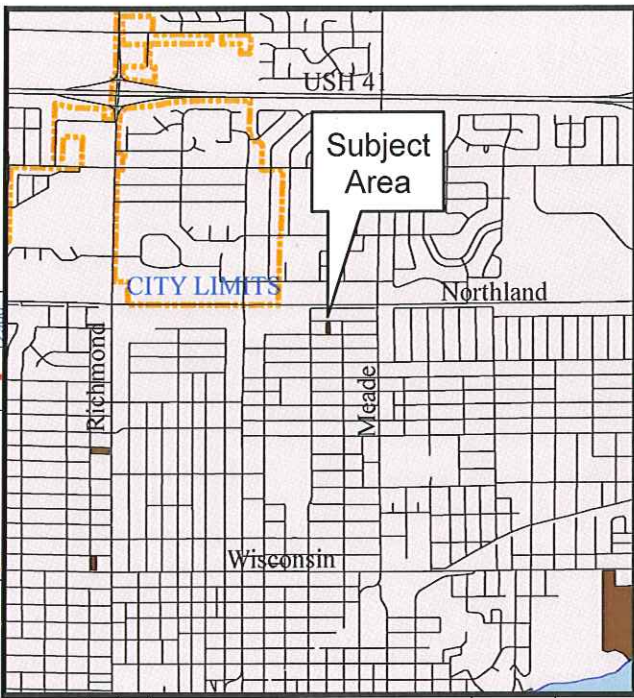 USH 41
Subject
Area
CITY LIMITS
Northland
Richmond
Meade
Wisconsin